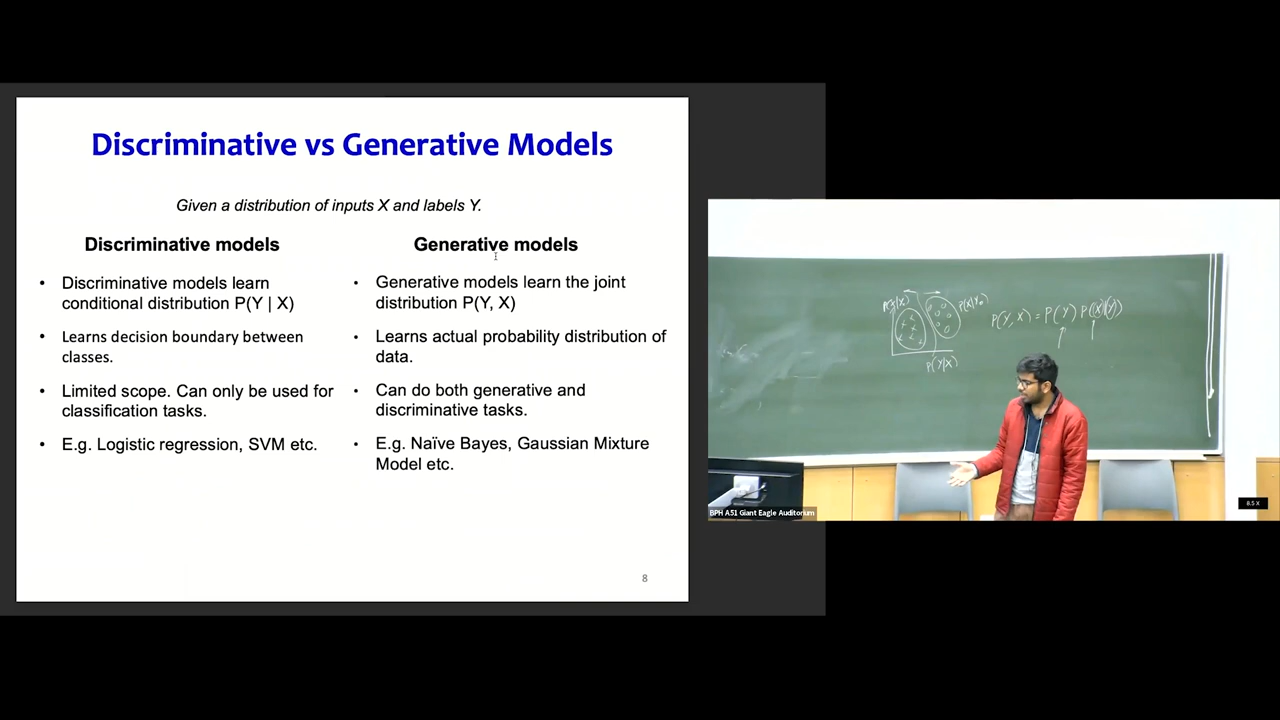 Discriminative vs Generative Models
Given a distribution of inputs X and labels Y.
Discriminative models
• Discriminative models learn
conditional distribution P(Y | X)
• Learns decision boundary between
classes.
• Limited scope. Can only be used for
classification tasks.
• E.g. Logistic regression, SVM etc.
Generative models
• Generative models learn the joint
distribution P(Y, X)
• Learns actual probability distribution of
data.
• Can do both generative and
discriminative tasks.
• E.g. Naïve Bayes, Gaussian Mixture
Model etc.
8
P(Y|X)
P(Y, X) = P(Y) P(X|Y)
BPH A51 Giant Eagle Auditorium